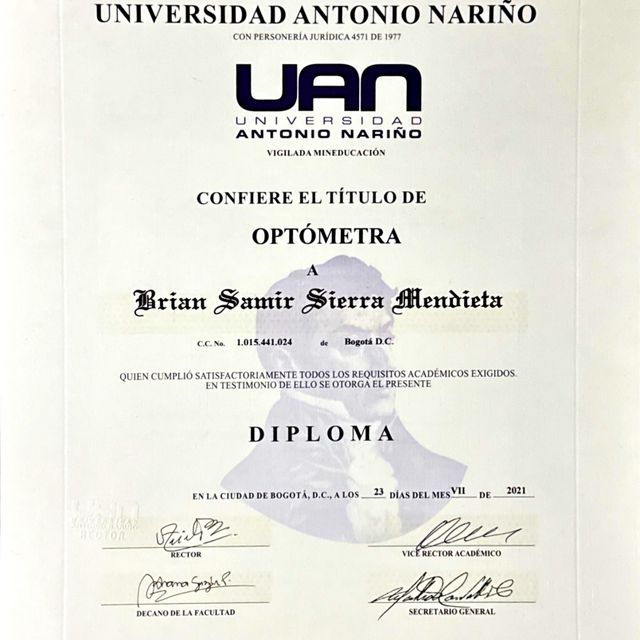 UNIVERSIDAD ANTONIO NARIÑO
CON PERSONERÍA JURÍDICA 4571 DE 1977
UAN
UNIVERSIDAD
ANTONIO NARIÑO
VIGILADA MINEDUCACIÓN
CONFIERE EL TÍTULO DE
OPTÓMETRA
A
Brian Samir Sierra Mendieta
C.C. No. 1.015.441.024 de Bogotá D.C.
QUIEN CUMPLIÓ SATISFACTORIAMENTE TODOS LOS REQUISITOS ACADÉMICOS EXIGIDOS.
EN TESTIMONIO DE ELLO SE OTORGA EL PRESENTE
DIPLOMA
EN LA CIUDAD DE BOGOTÁ, D.C., A LOS 23 DÍAS DEL MES VII DE 2021
RECTOR
RECTOR VICE RECTOR ACADÉMICO
DECANO DE LA FACULTAD SECRETARIO GENERAL